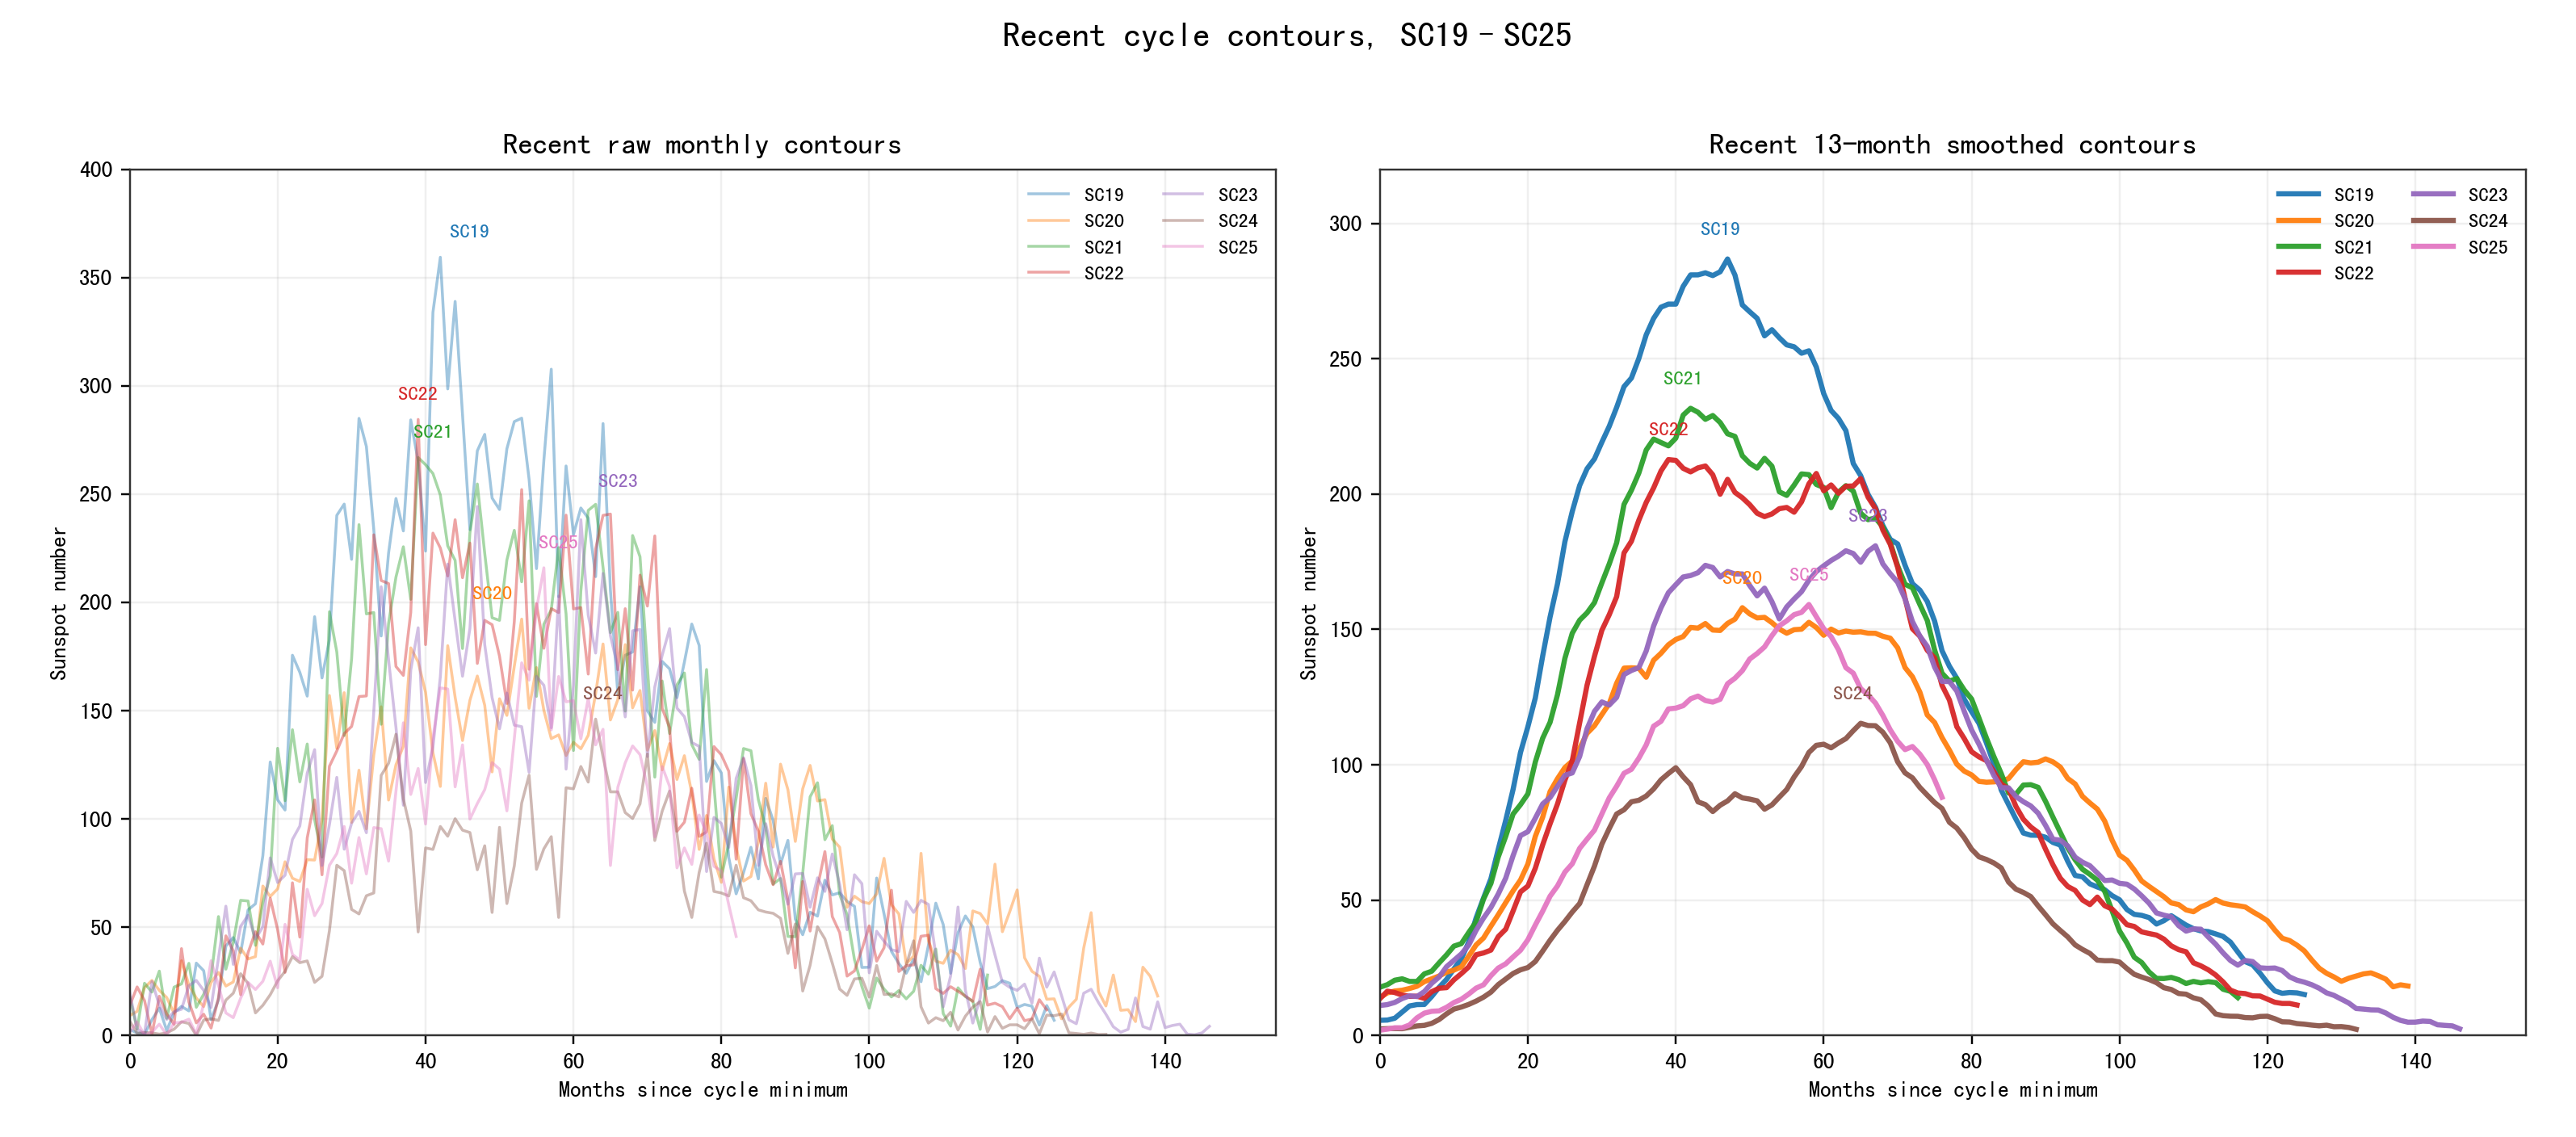 Recent cycle contours, SC19–SC25
Recent raw monthly contours
400
350
300
250
200
150
100
50
0
Sunspot number
SC19
SC22
SC21
SC23
SC25
SC20
SC24
SC19
SC20
SC21
SC22
SC23
SC24
SC25
0 20 40 60 80 100 120 140
Months since cycle minimum
Recent 13-month smoothed contours
300
250
200
150
100
50
0
Sunspot number
SC19
SC21
SC22
SC23
SC20
SC25
SC24
SC19
SC20
SC21
SC22
SC23
SC24
SC25
0 20 40 60 80 100 120 140
Months since cycle minimum